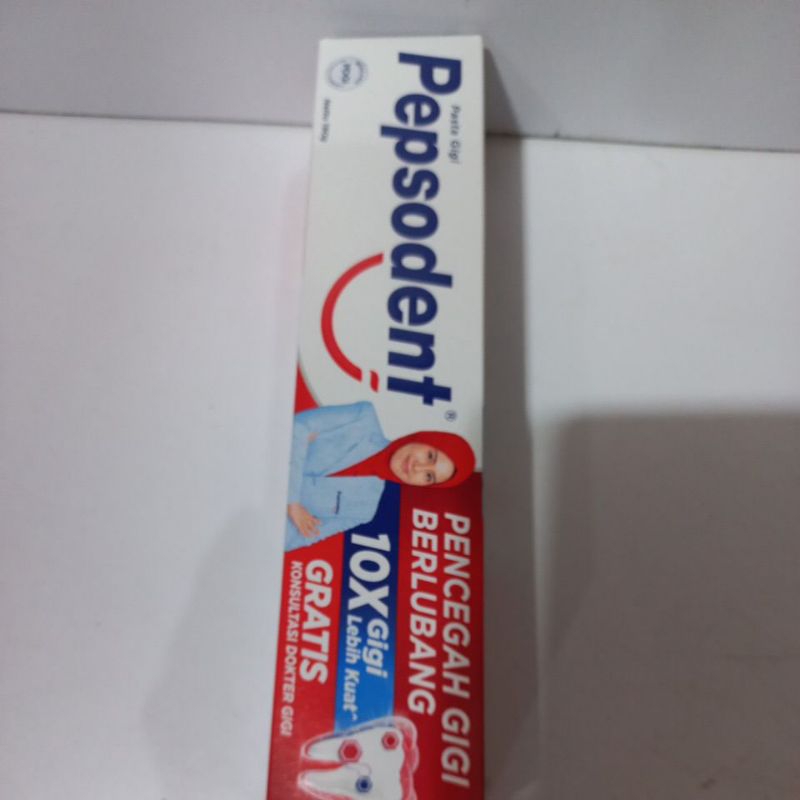 Pasta Gigi
Pepsodent®
PENCEGAH GIGI
BERLUBANG
10X Gigi
Lebih Kuat^
GRATIS
KONSULTASI DOKTER GIGI